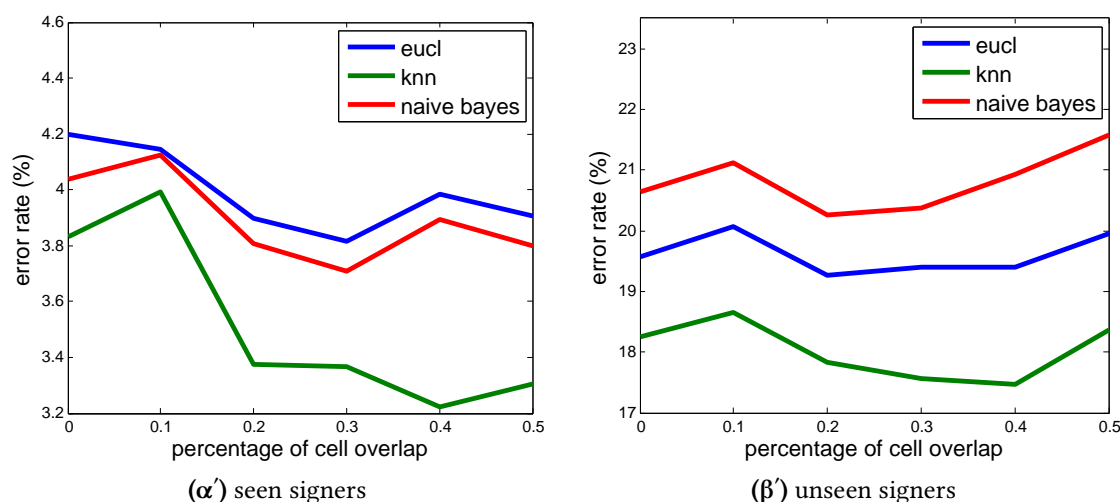 4.6
4.4
4.2
4
3.8
3.6
3.4
3.2
error rate (%)
eucl
knn
naive bayes
0 0.1 0.2 0.3 0.4 0.5
percentage of cell overlap
(α′) seen signers
23
22
21
20
19
18
17
error rate (%)
eucl
knn
naive bayes
0 0.1 0.2 0.3 0.4 0.5
percentage of cell overlap
(β′) unseen signers